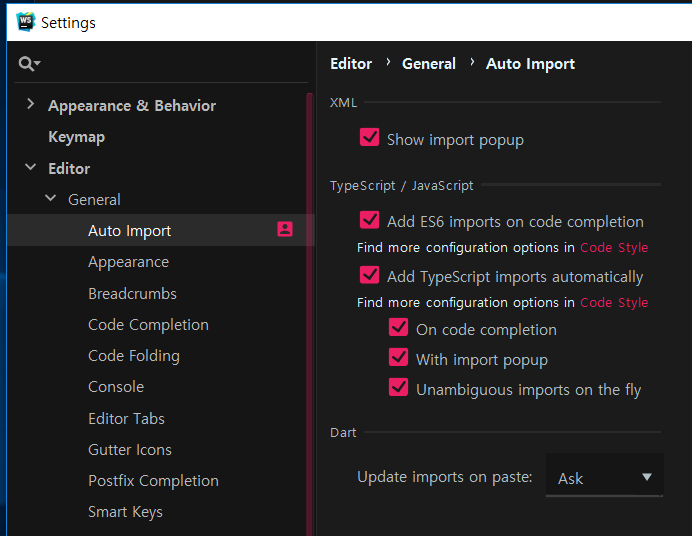 WS
Settings
Appearance & Behavior
Keymap
Editor
General
Auto Import
Appearance
Breadcrumbs
Code Completion
Code Folding
Console
Editor Tabs
Gutter Icons
Postfix Completion
Smart Keys
Editor › General › Auto Import
XML
Show import popup
TypeScript / JavaScript
Add ES6 imports on code completion
Find more configuration options in Code Style
Add TypeScript imports automatically
Find more configuration options in Code Style
On code completion
With import popup
Unambiguous imports on the fly
Dart
Update imports on paste: Ask